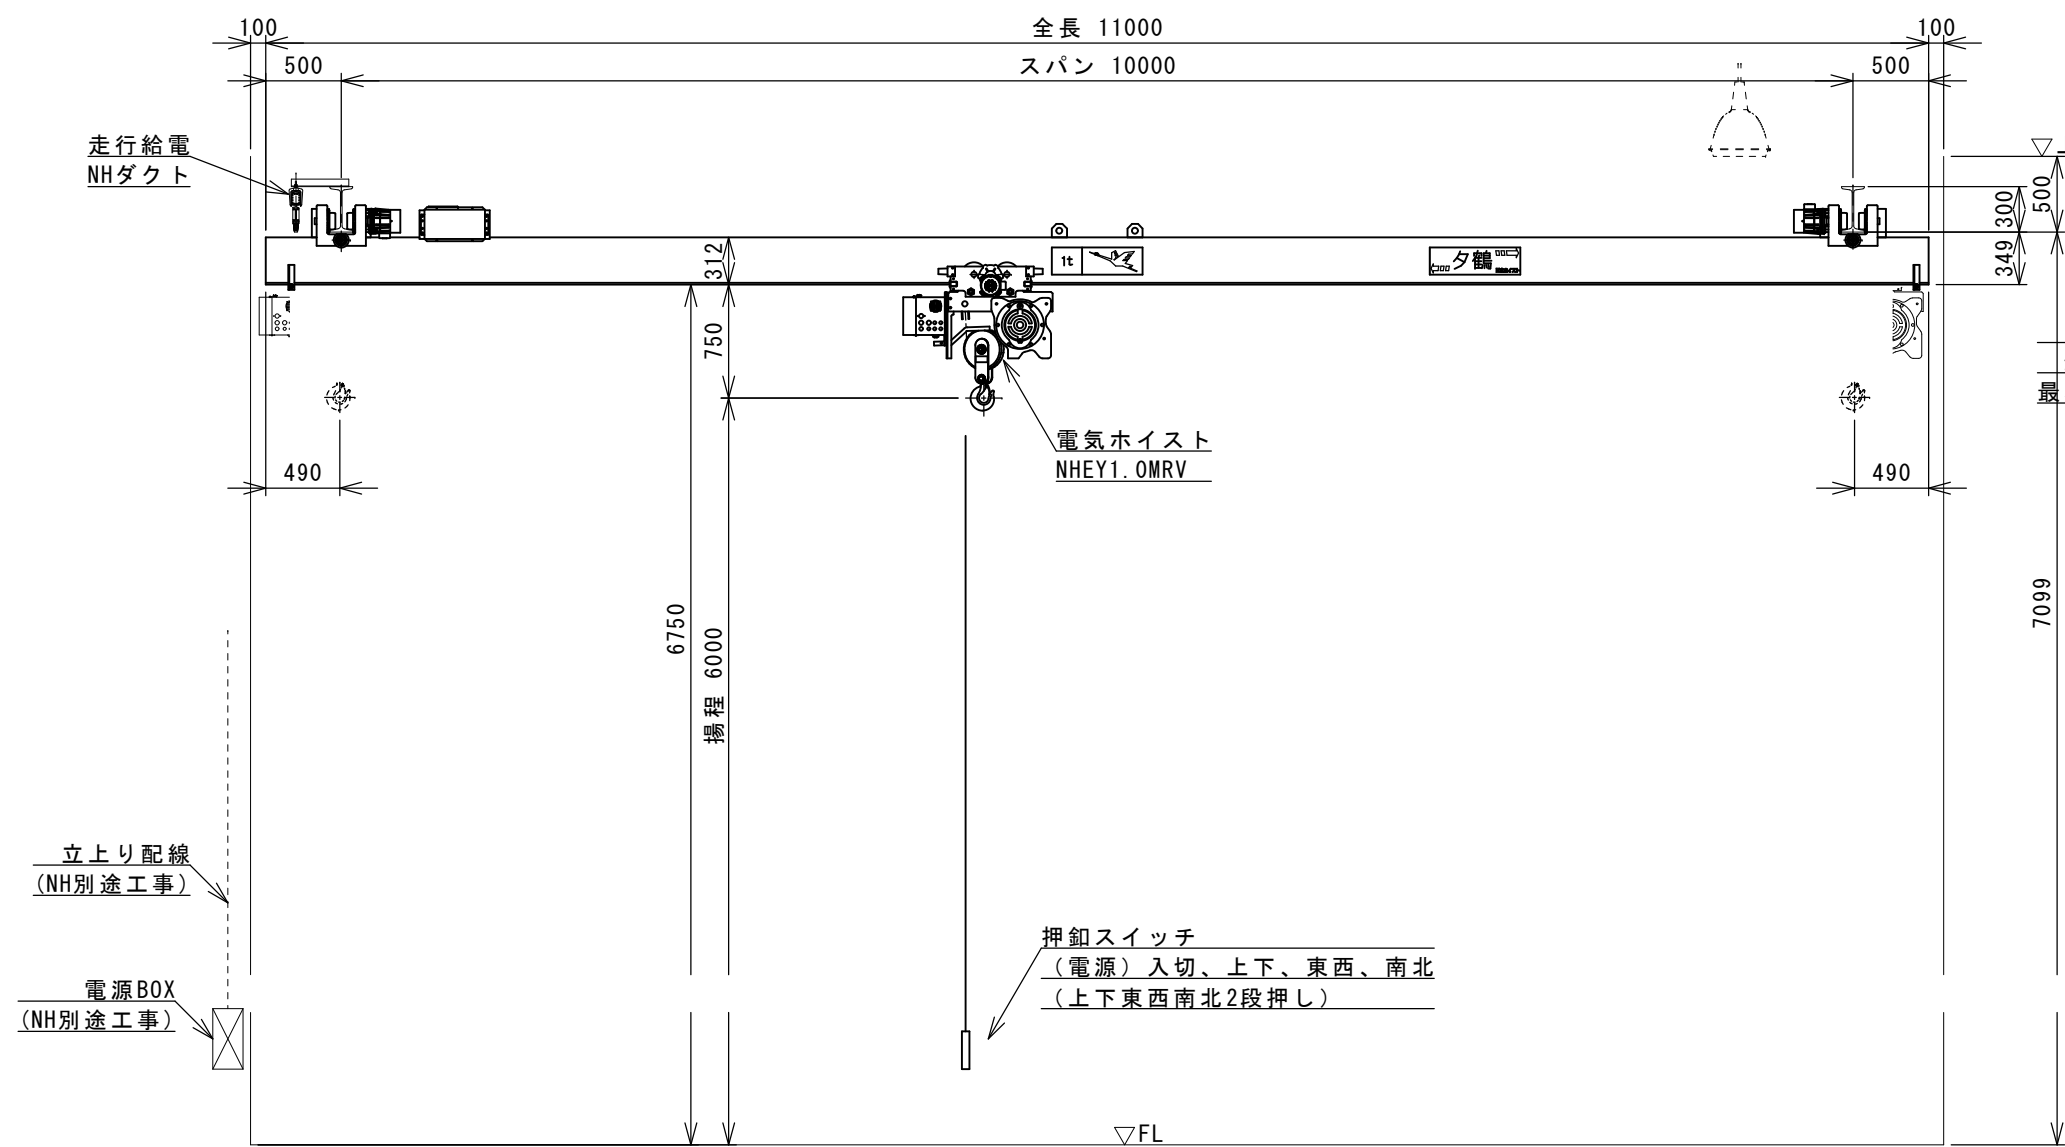 100
全長 11000
100
500
スパン 10000
500
走行給電
NHダクト
500
300
349
312
1t
夕鶴
750
最
電気ホイスト
NHEY1.0MRV
490
490
7099
6750
揚程 6000
立上り配線
(NH別途工事)
押釦スイッチ
(電源)入切、上下、東西、南北
(上下東西南北2段押し)
電源BOX
(NH別途工事)
▽FL